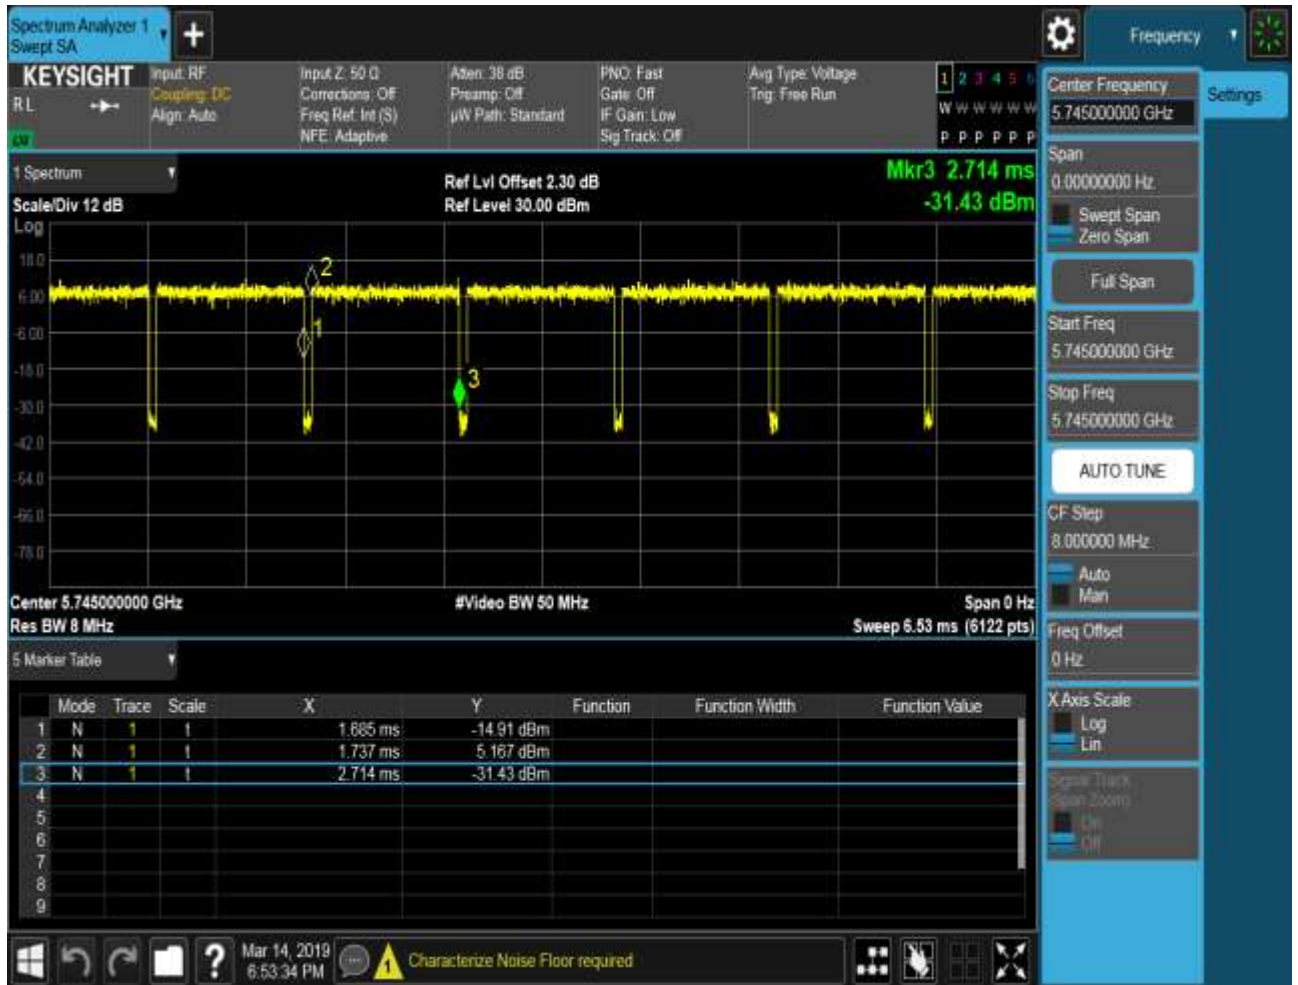 Spectrum Analyzer 1
Swept SA
Frequency
KEYSIGHT
Input: RF
Coupling: DC
Align: Auto
Input Z: 50 Ω
Corrections: Off
Freq Ref: Int (S)
NFE: Adaptive
Atten: 38 dB
Preamp: Off
µW Path: Standard
PNO: Fast
Gate: Off
IF Gain: Low
Sig Track: Off
Avg Type: Voltage
Trig: Free Run
1 2 3 4 5 6
W W W W W W
P P P P P P
RL
1 Spectrum
Scale/Div 12 dB
Log
Ref Lvl Offset 2.30 dB
Ref Level 30.00 dBm
Mkr3 2.714 ms
-31.43 dBm
18.0
6.00
-6.00
-18.0
-30.0
-42.0
-54.0
-66.0
-78.0
2
1
3
Center 5.745000000 GHz
#Video BW 50 MHz
Span 0 Hz
Res BW 8 MHz
Sweep 6.53 ms (6122 pts)
5 Marker Table
Mode Trace Scale X Y Function Function Width Function Value
1 N 1 t 1.685 ms -14.91 dBm
2 N 1 t 1.737 ms 5.167 dBm
3 N 1 t 2.714 ms -31.43 dBm
4
5
6
7
8
9
Mar 14, 2019
6:53:34 PM
1
Characterize Noise Floor required
Settings
Center Frequency
5.745000000 GHz
Span
0.00000000 Hz
Swept Span
Zero Span
Full Span
Start Freq
5.745000000 GHz
Stop Freq
5.745000000 GHz
AUTO TUNE
CF Step
8.000000 MHz
Auto
Man
Freq Offset
0 Hz
X Axis Scale
Log
Lin
Signal Track
(Span Zoom)
On
Off